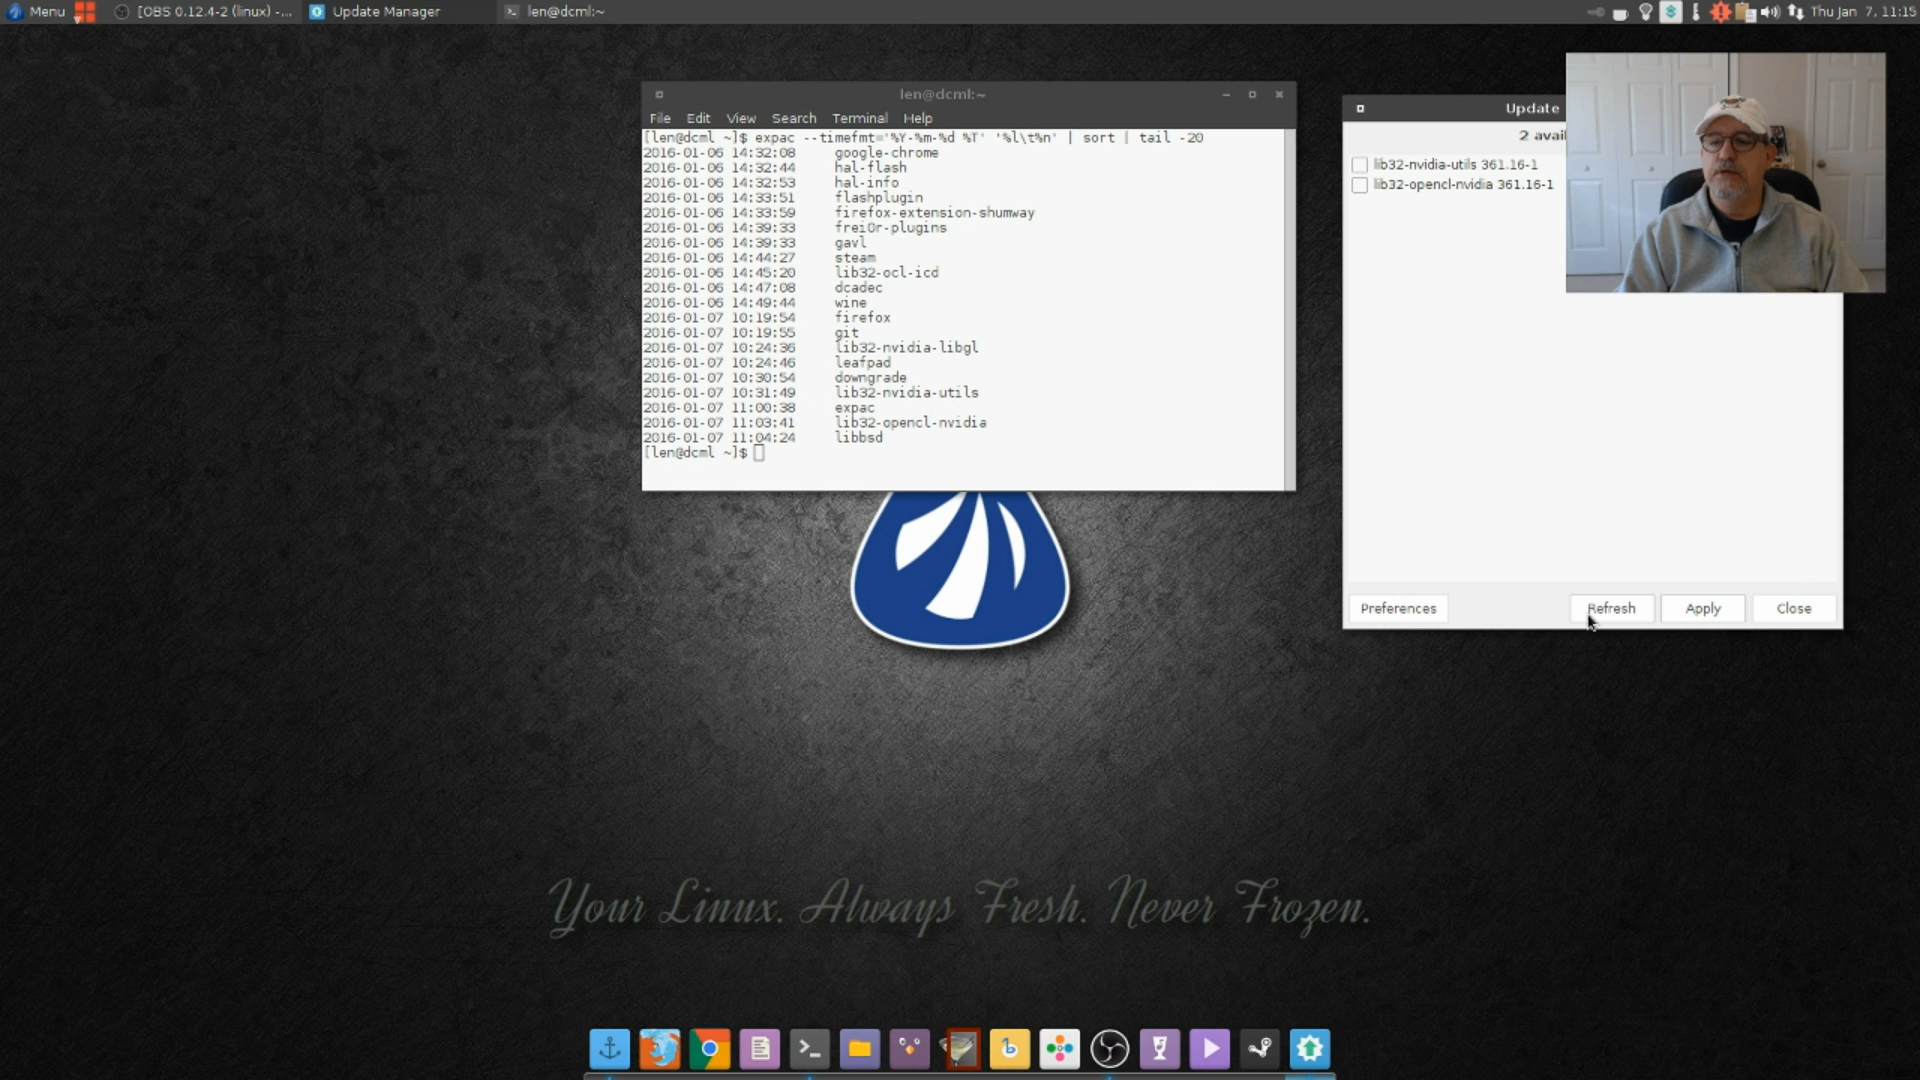 Menu
[OBS 0.12.4-2 (linux) -...
Update Manager
len@dcml:~
Thu Jan 7, 11:15
len@dcml:~
File Edit View Search Terminal Help
[len@dcml ~]$ expac --timefmt='%Y-%m-%d %T' '%l\t%n' | sort | tail -20
2016-01-06 14:32:08 google-chrome
2016-01-06 14:32:44 hal-flash
2016-01-06 14:32:53 hal-info
2016-01-06 14:33:51 flashplugin
2016-01-06 14:33:59 firefox-extension-shumway
2016-01-06 14:39:33 frei0r-plugins
2016-01-06 14:39:33 gavl
2016-01-06 14:44:27 steam
2016-01-06 14:45:20 lib32-ocl-icd
2016-01-06 14:47:08 dcadec
2016-01-06 14:49:44 wine
2016-01-07 10:19:54 firefox
2016-01-07 10:19:55 git
2016-01-07 10:24:36 lib32-nvidia-libgl
2016-01-07 10:24:46 leafpad
2016-01-07 10:30:54 downgrade
2016-01-07 10:31:49 lib32-nvidia-utils
2016-01-07 11:00:38 expac
2016-01-07 11:03:41 lib32-opencl-nvidia
2016-01-07 11:04:24 libbsd
[len@dcml ~]$
Update
2 avail
lib32-nvidia-utils 361.16-1
lib32-opencl-nvidia 361.16-1
Preferences
Refresh
Apply
Close
Your Linux. Always Fresh. Never Frozen.